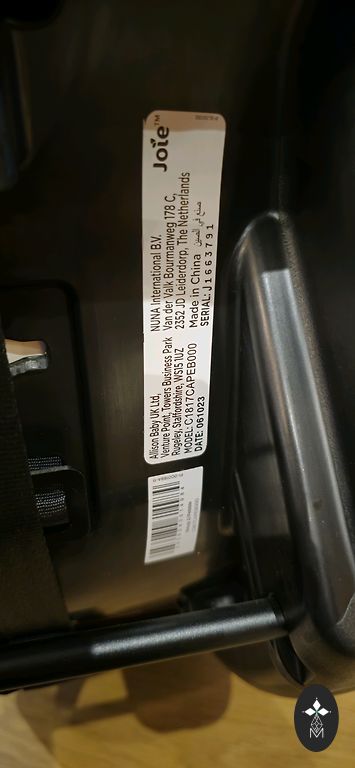 Joie™
Allison Baby UK Ltd,
Venture Point, Towers Business Park
Rugeley, Staffordshire, WS15 1UZ
MODEL: C1817CAPEB000
DATE: 061023
NUNA International B.V.
Van der Valk Bourmanweg 178 C,
2352 JD Leiderdorp, The Netherlands
Made in China صنع في الصين
SERIAL: J1663791
M